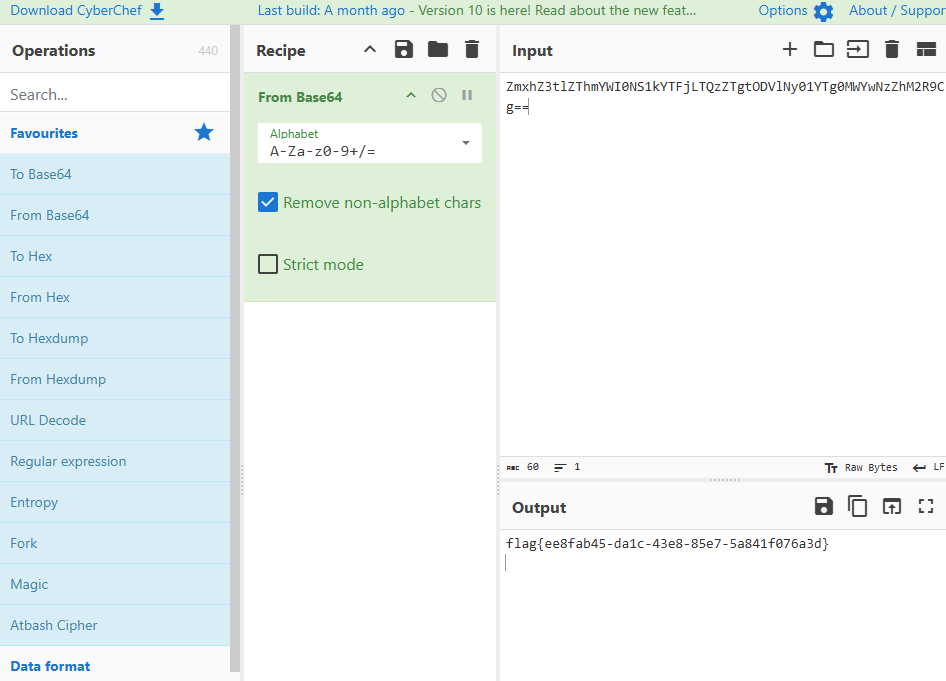 Download CyberChef
Last build: A month ago - Version 10 is here! Read about the new feat...
Options
About / Suppor
Operations
440
Search...
Favourites
To Base64
From Base64
To Hex
From Hex
To Hexdump
From Hexdump
URL Decode
Regular expression
Entropy
Fork
Magic
Atbash Cipher
Data format
Recipe
From Base64
Alphabet
A-Za-z0-9+/=
Remove non-alphabet chars
Strict mode
Input
ZmxhZ3tlZThmYWI0NS1kYTFjLTQzZTgtODVlNy01YTg0MWYwNzZhM2R9C
g==
ABC 60
1
Tт Raw Bytes
LF
Output
flag{ee8fab45-da1c-43e8-85e7-5a841f076a3d}